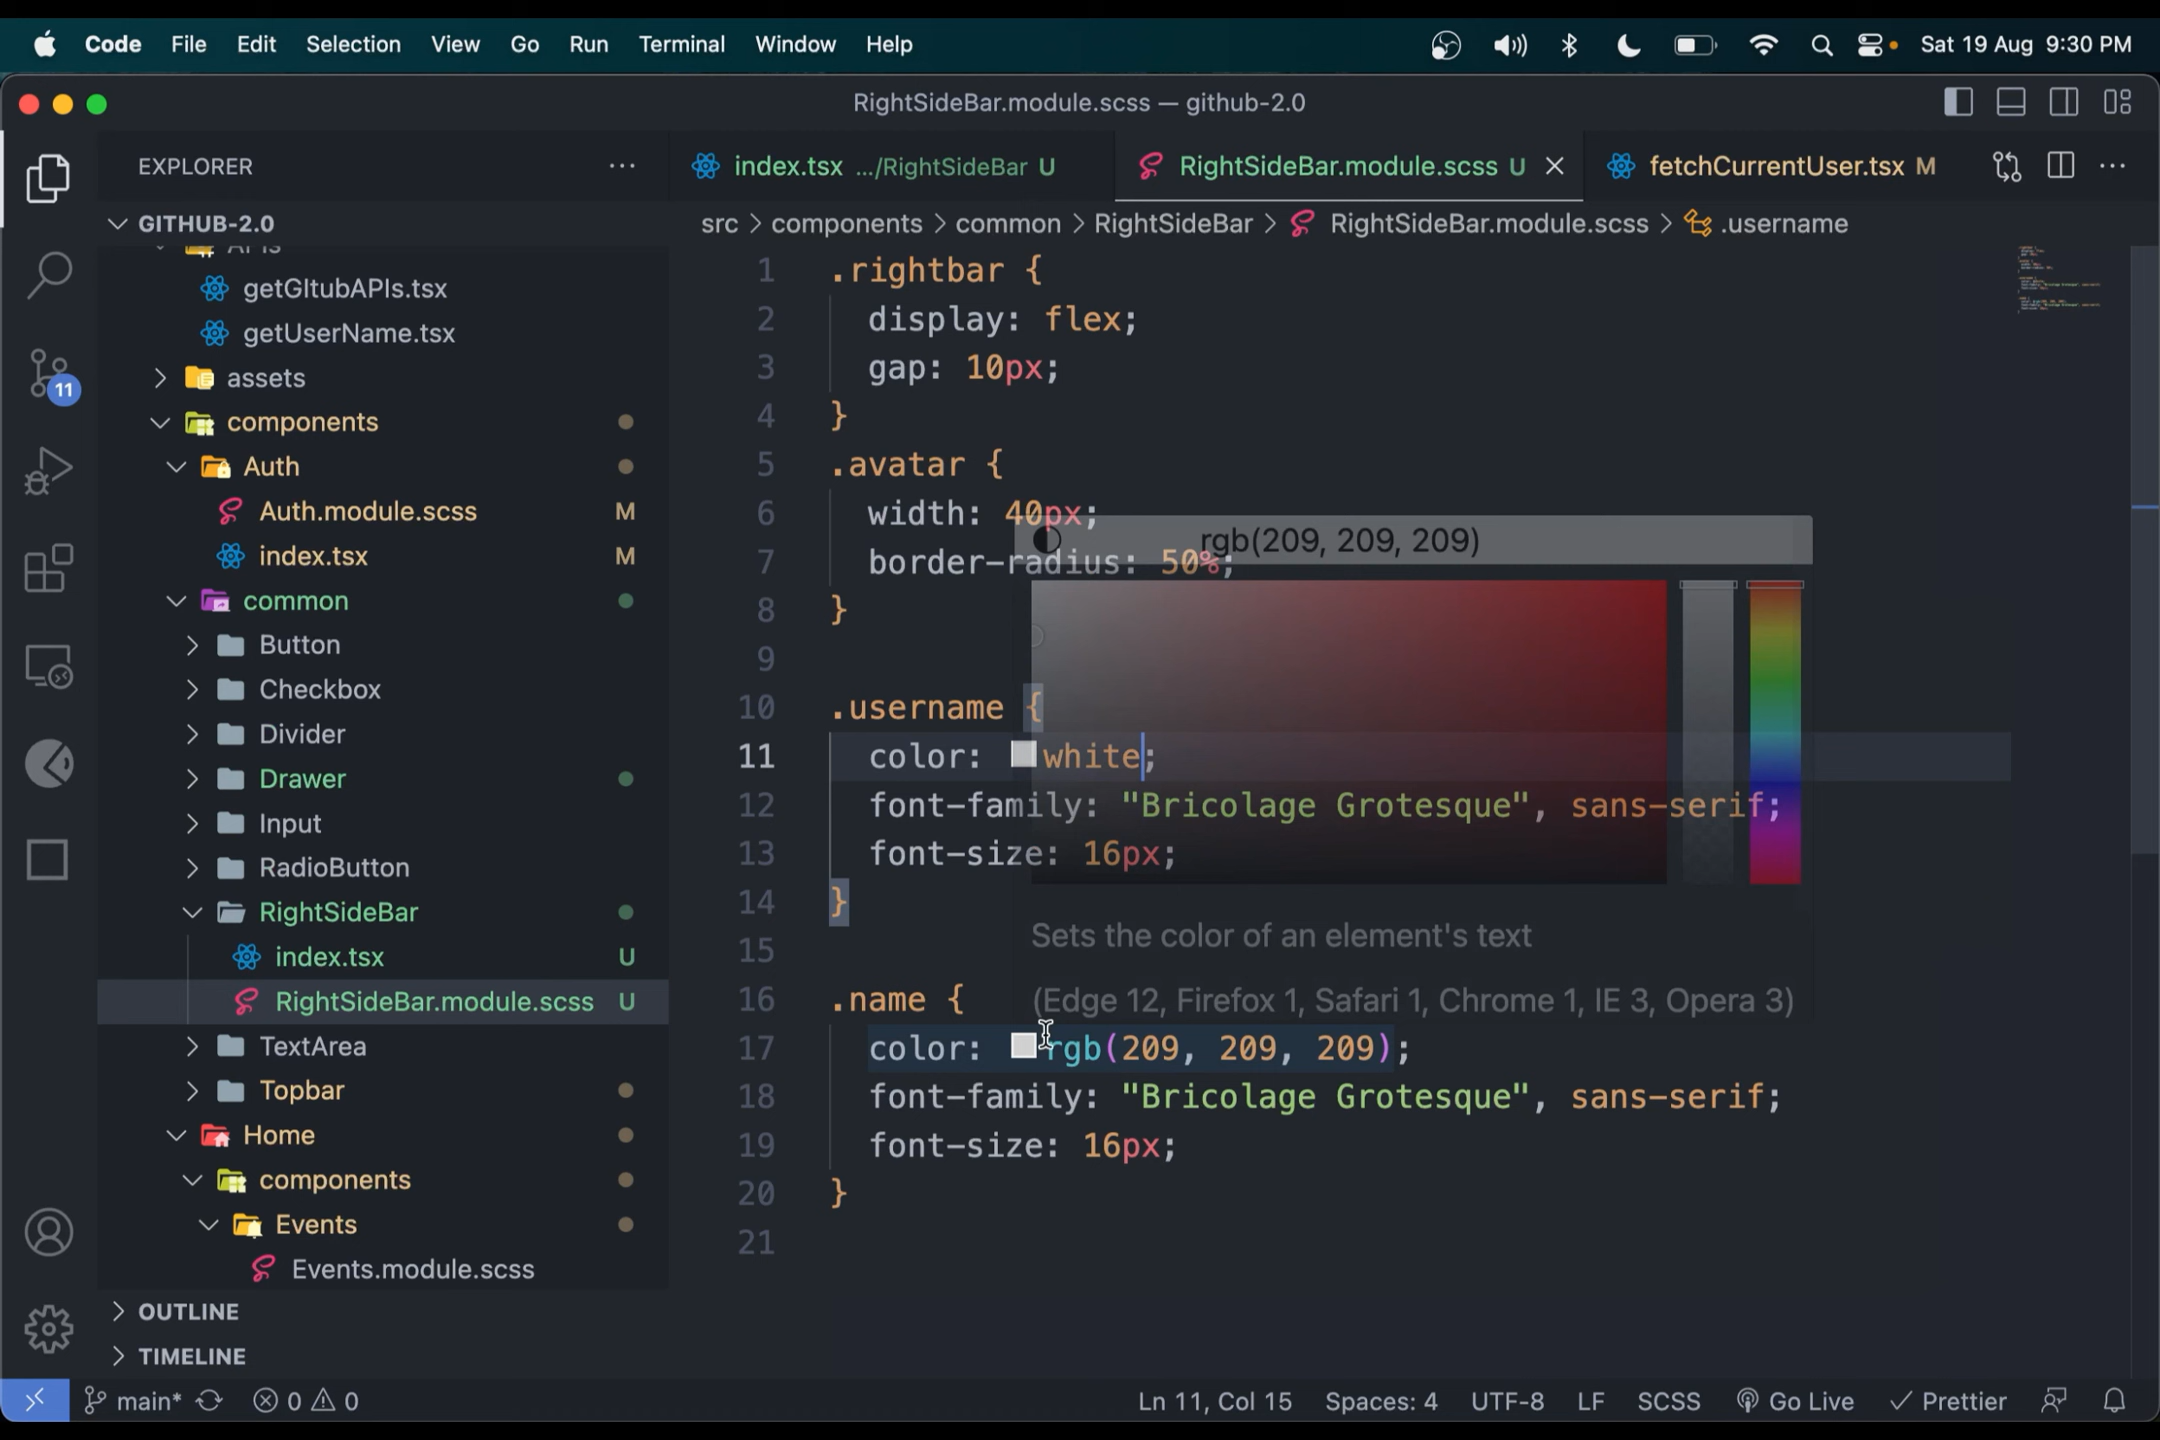 Code File Edit Selection View Go Run Terminal Window Help Sat 19 Aug 9:30 PM
RightSideBar.module.scss — github-2.0
EXPLORER
index.tsx .../RightSideBar U
RightSideBar.module.scss U
fetchCurrentUser.tsx M
GITHUB-2.0
src > components > common > RightSideBar > RightSideBar.module.scss > .username
APIs
getGItubAPIs.tsx
getUserName.tsx
assets
components
Auth
Auth.module.scss M
index.tsx M
common
Button
Checkbox
Divider
Drawer
Input
RadioButton
RightSideBar
index.tsx U
RightSideBar.module.scss U
TextArea
Topbar
Home
components
Events
Events.module.scss
OUTLINE
TIMELINE
11
1 .rightbar {
2 display: flex;
3 gap: 10px;
4 }
5 .avatar {
6 width: 40px;
7 border-radius: 50%;
8 }
9
10 .username {
11 color: white;
12 font-family: "Bricolage Grotesque", sans-serif;
13 font-size: 16px;
14 }
15
16 .name {
17 color: rgb(209, 209, 209);
18 font-family: "Bricolage Grotesque", sans-serif;
19 font-size: 16px;
20 }
21
rgb(209, 209, 209)
Sets the color of an element's text
(Edge 12, Firefox 1, Safari 1, Chrome 1, IE 3, Opera 3)
main* 0 0 Ln 11, Col 15 Spaces: 4 UTF-8 LF SCSS Go Live Prettier